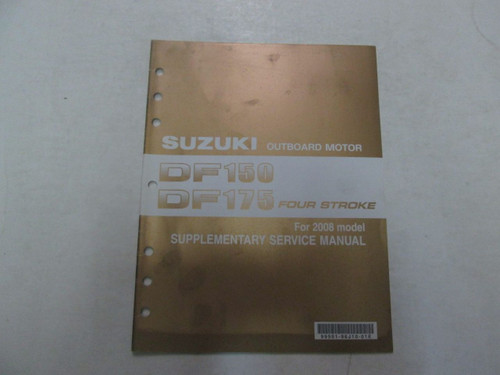 SUZUKI OUTBOARD MOTOR
DF150
DF175 FOUR STROKE
For 2008 model
SUPPLEMENTARY SERVICE MANUAL